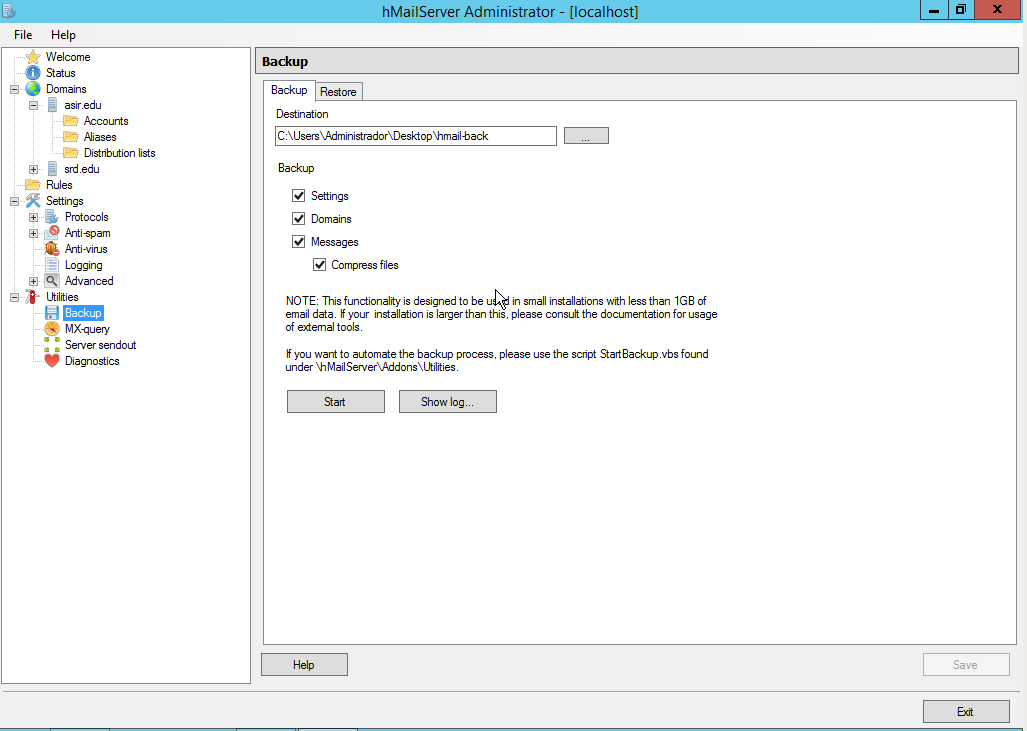 hMailServer Administrator - [localhost]
File Help
Welcome
Status
Domains
asir.edu
Accounts
Aliases
Distribution lists
srd.edu
Rules
Settings
Protocols
Anti-spam
Anti-virus
Logging
Advanced
Utilities
Backup
MX-query
Server sendout
Diagnostics
Backup
Backup Restore
Destination
C:\Users\Administrador\Desktop\hmail-back ...
Backup
Settings
Domains
Messages
Compress files
NOTE: This functionality is designed to be used in small installations with less than 1GB of
email data. If your installation is larger than this, please consult the documentation for usage
of external tools.
If you want to automate the backup process, please use the script StartBackup.vbs found
under \hMailServer\Addons\Utilities.
Start Show log...
Help Save
Exit